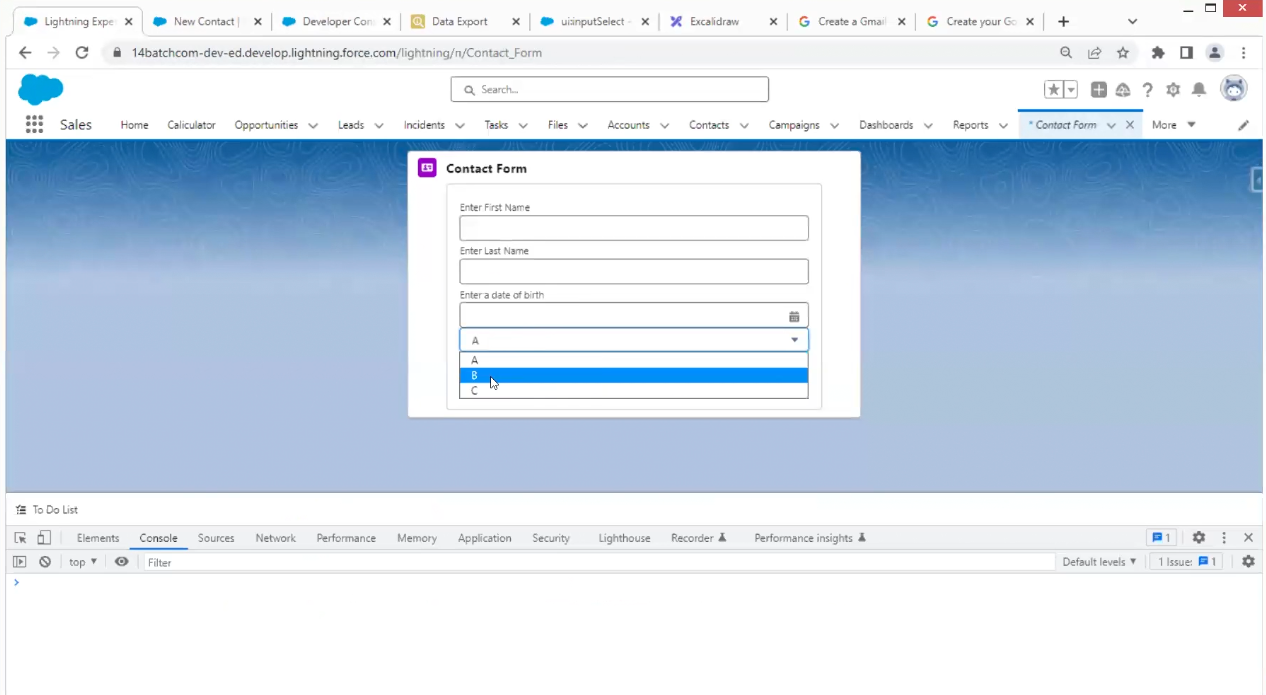 Lightning Expe
New Contact |
Developer Con
Data Export
ui:inputSelect -
Excalidraw
Create a Gmail
Create your Go
14batchcom-dev-ed.develop.lightning.force.com/lightning/n/Contact_Form
Search...
Sales
Home
Calculator
Opportunities
Leads
Incidents
Tasks
Files
Accounts
Contacts
Campaigns
Dashboards
Reports
* Contact Form
More
Contact Form
Enter First Name
Enter Last Name
Enter a date of birth
A
A
B
C
To Do List
Elements
Console
Sources
Network
Performance
Memory
Application
Security
Lighthouse
Recorder
Performance insights
1
top
Filter
Default levels
1 Issue:
1